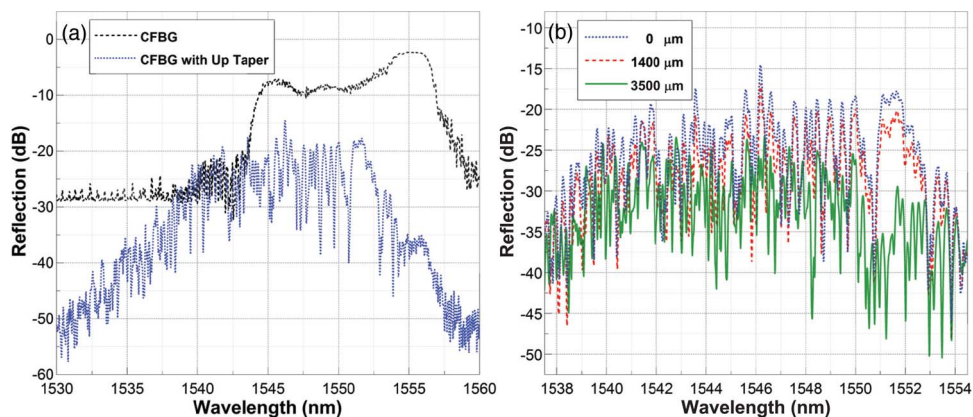 (a)
CFBG
CFBG with Up Taper
Reflection (dB)
0
-10
-20
-30
-40
-50
-60
1530 1535 1540 1545 1550 1555 1560
Wavelength (nm)
(b)
0 μm
1400 μm
3500 μm
Reflection (dB)
-10
-15
-20
-25
-30
-35
-40
-45
-50
1538 1540 1542 1544 1546 1548 1550 1552 1554
Wavelength (nm)